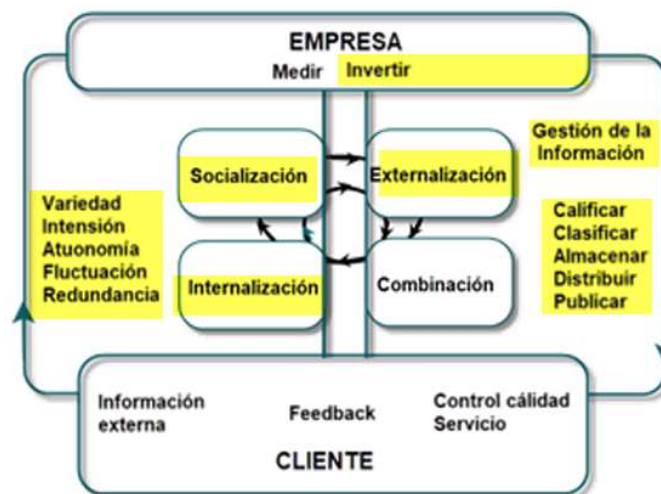 EMPRESA
Medir Invertir
Gestión de la
Información
Socialización
Externalización
Variedad
Intensión
Atuonomía
Fluctuación
Redundancia
Calificar
Clasificar
Almacenar
Distribuir
Publicar
Internalización
Combinación
Información
externa
Feedback
Control cálidad
Servicio
CLIENTE